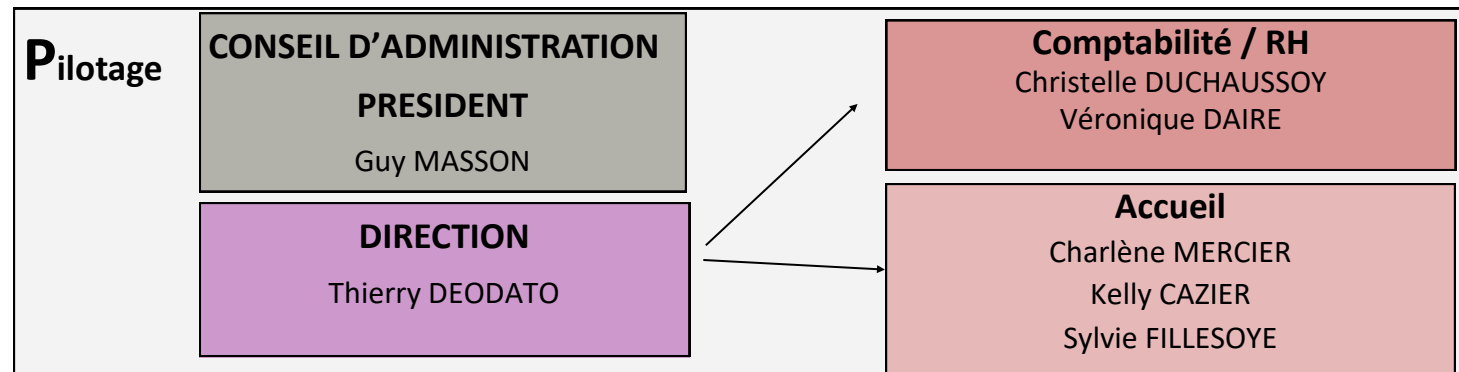 Pilotage
CONSEIL D’ADMINISTRATION
PRESIDENT
Guy MASSON
DIRECTION
Thierry DEODATO
Comptabilité / RH
Christelle DUCHAUSSOY
Véronique DAIRE
Accueil
Charlène MERCIER
Kelly CAZIER
Sylvie FILLESOYE